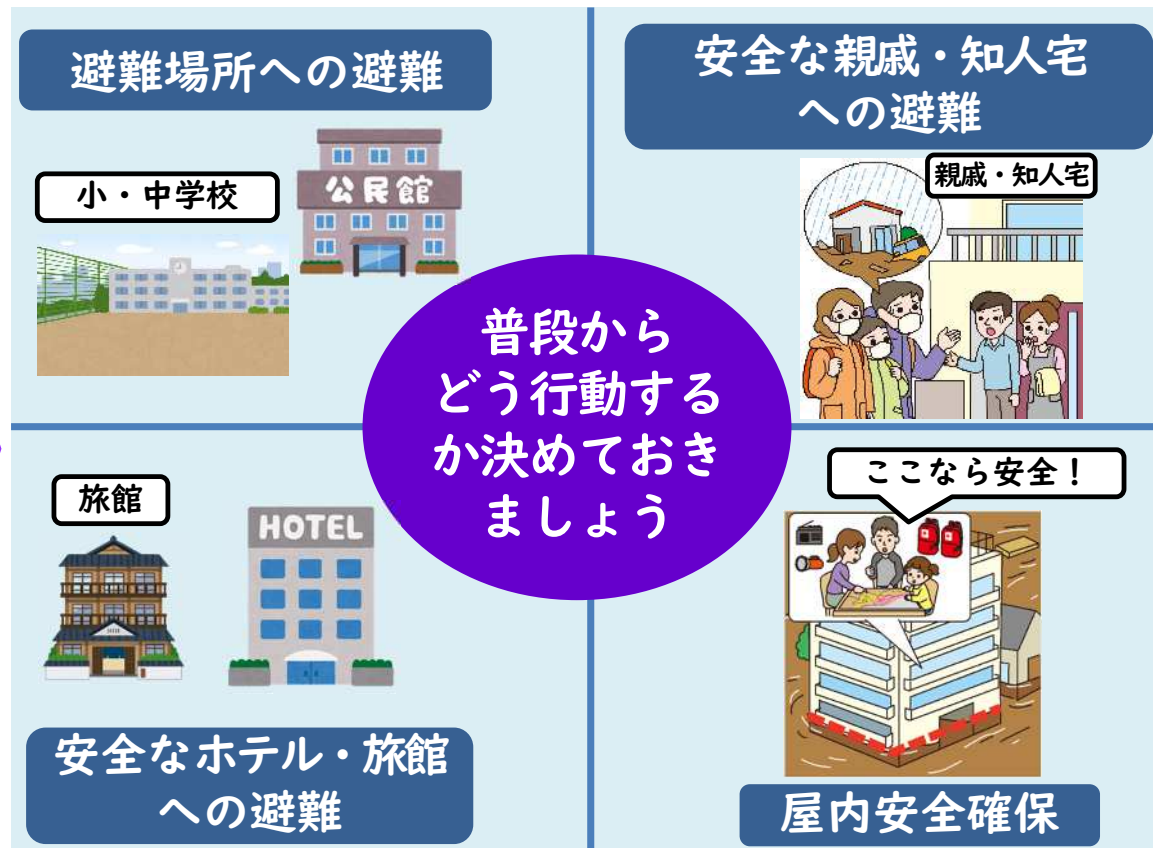 避難場所への避難
小・中学校
公民館
安全な親戚・知人宅
への避難
親戚・知人宅
普段から
どう行動する
か決めておき
ましょう
旅館
HOTEL
安全なホテル・旅館
への避難
ここなら安全！
屋内安全確保